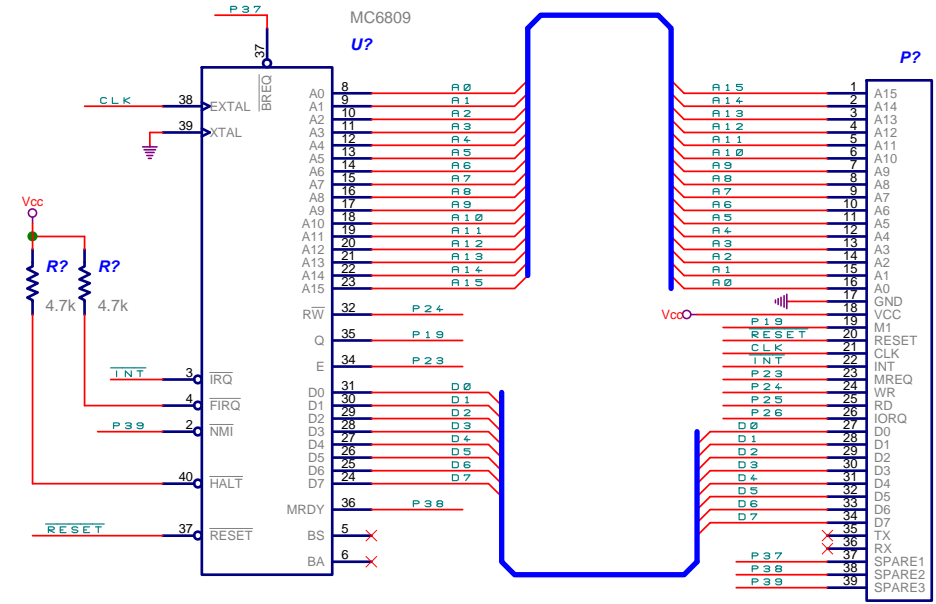 P37
MC6809
U?
P?
37
BREQ
CLK
38
EXTAL
39
XTAL
Vcc
R?
R?
4.7k
4.7k
INT
3
IRQ
4
FIRQ
P39
2
NMI
40
HALT
RESET
37
RESET
A0 8 A0
A1 9 A1
A2 10 A2
A3 11 A3
A4 12 A4
A5 13 A5
A6 14 A6
A7 15 A7
A8 16 A8
A9 17 A9
A10 18 A10
A11 19 A11
A12 20 A12
A13 21 A13
A14 22 A14
A15 23 A15
RW 32 P24
Q 35 P19
E 34 P23
D0 31 D0
D1 30 D1
D2 29 D2
D3 28 D3
D4 27 D4
D5 26 D5
D6 25 D6
D7 24 D7
MRDY 36 P38
BS 5
BA 6
A15 1 A15
A14 2 A14
A13 3 A13
A12 4 A12
A11 5 A11
A10 6 A10
A9 7 A9
A8 8 A8
A7 9 A7
A6 10 A6
A5 11 A5
A4 12 A4
A3 13 A3
A2 14 A2
A1 15 A1
A0 16 A0
17 GND
Vcc 18 VCC
P19 19 M1
RESET 20 RESET
CLK 21 CLK
INT 22 INT
P23 23 MREQ
P24 24 WR
P25 25 RD
P26 26 IORQ
D0 27 D0
D1 28 D1
D2 29 D2
D3 30 D3
D4 31 D4
D5 32 D5
D6 33 D6
D7 34 D7
35 TX
36 RX
P37 37 SPARE1
P38 38 SPARE2
P39 39 SPARE3